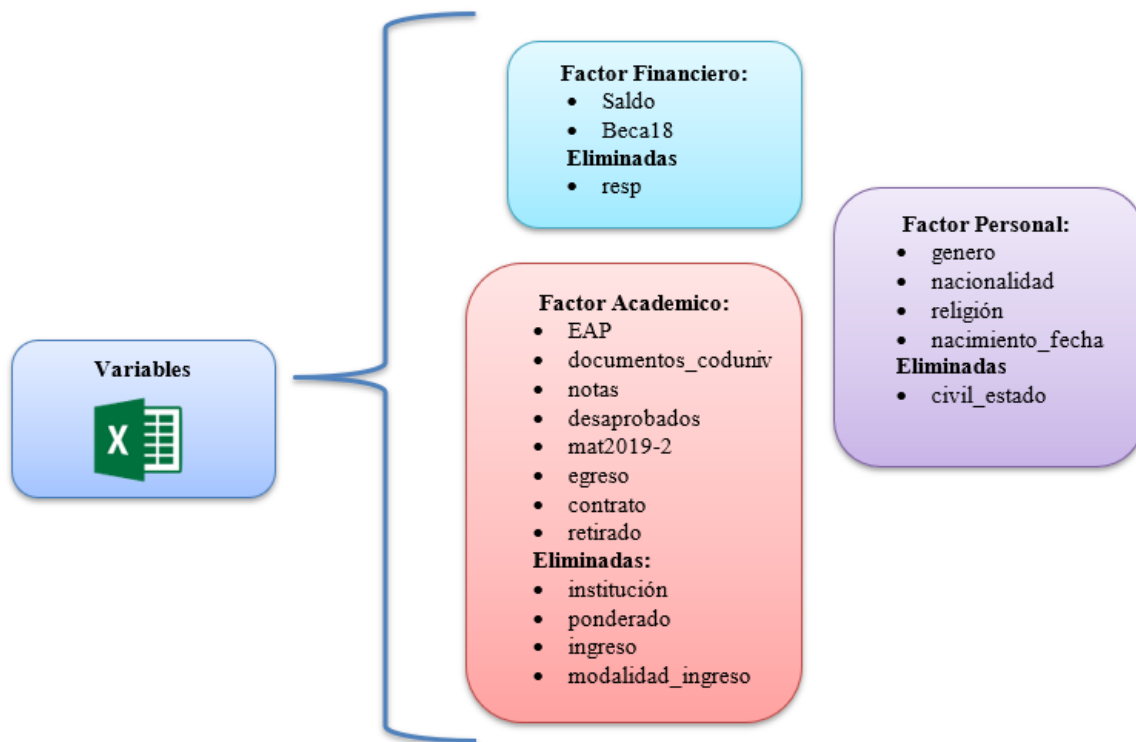 Variables
X
Factor Financiero:
• Saldo
• Beca18
Eliminadas
• resp
Factor Academico:
• EAP
• documentos_coduniv
• notas
• desaprobados
• mat2019-2
• egreso
• contrato
• retirado
Eliminadas:
• institución
• ponderado
• ingreso
• modalidad_ingreso
Factor Personal:
• genero
• nacionalidad
• religión
• nacimiento_fecha
Eliminadas
• civil_estado